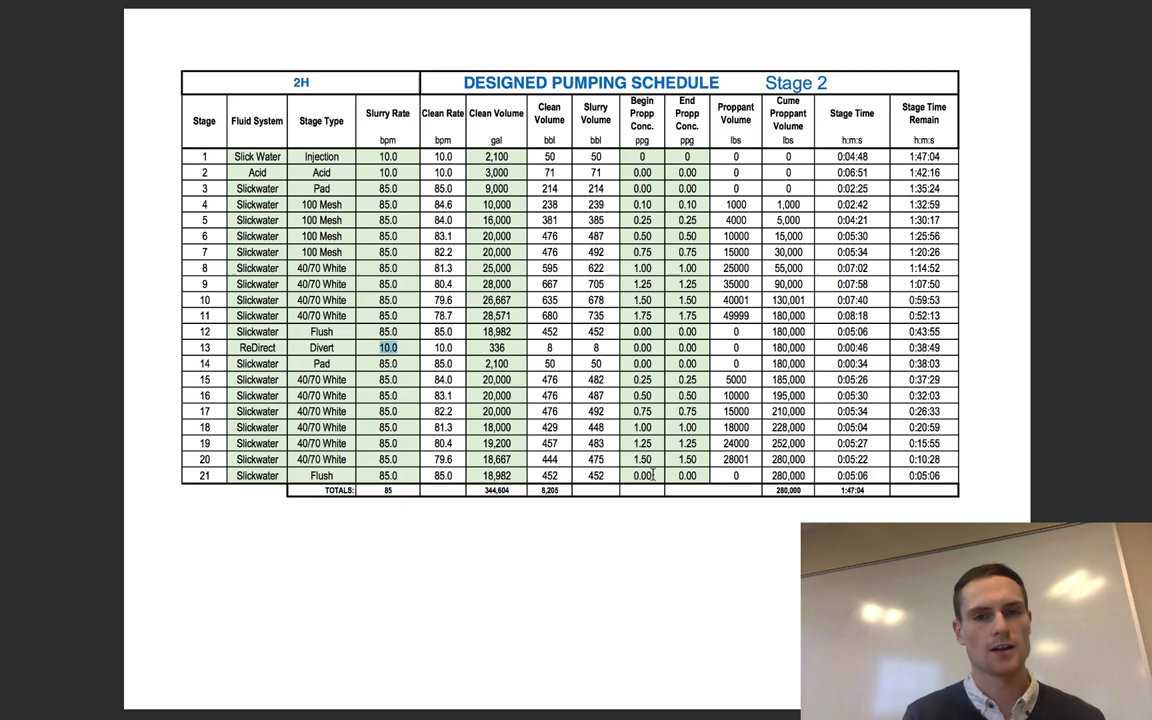 2H DESIGNED PUMPING SCHEDULE Stage 2
Stage Fluid System Stage Type Slurry Rate Clean Rate Clean Volume Clean Volume Slurry Volume Begin Propp Conc. End Propp Conc. Proppant Volume Cume Proppant Volume Stage Time Stage Time Remain
bpm bpm gal bbl bbl ppg ppg lbs lbs h:m:s h:m:s
1 Slick Water Injection 10.0 10.0 2,100 50 50 0 0 0 0 0:04:48 1:47:04
2 Acid Acid 10.0 10.0 3,000 71 71 0.00 0.00 0 0 0:06:51 1:42:16
3 Slickwater Pad 85.0 85.0 9,000 214 214 0.00 0.00 0 0 0:02:25 1:35:24
4 Slickwater 100 Mesh 85.0 84.6 10,000 238 239 0.10 0.10 1000 1,000 0:02:42 1:32:59
5 Slickwater 100 Mesh 85.0 84.0 16,000 381 385 0.25 0.25 4000 5,000 0:04:21 1:30:17
6 Slickwater 100 Mesh 85.0 83.1 20,000 476 487 0.50 0.50 10000 15,000 0:05:30 1:25:56
7 Slickwater 100 Mesh 85.0 82.2 20,000 476 492 0.75 0.75 15000 30,000 0:05:34 1:20:26
8 Slickwater 40/70 White 85.0 81.3 25,000 595 622 1.00 1.00 25000 55,000 0:07:02 1:14:52
9 Slickwater 40/70 White 85.0 80.4 28,000 667 705 1.25 1.25 35000 90,000 0:07:58 1:07:50
10 Slickwater 40/70 White 85.0 79.6 26,667 635 678 1.50 1.50 40001 130,001 0:07:40 0:59:53
11 Slickwater 40/70 White 85.0 78.7 28,571 680 735 1.75 1.75 49999 180,000 0:08:18 0:52:13
12 Slickwater Flush 85.0 85.0 18,982 452 452 0.00 0.00 0 180,000 0:05:06 0:43:55
13 ReDirect Divert 10.0 10.0 336 8 8 0.00 0.00 0 180,000 0:00:46 0:38:49
14 Slickwater Pad 85.0 85.0 2,100 50 50 0.00 0.00 0 180,000 0:00:34 0:38:03
15 Slickwater 40/70 White 85.0 84.0 20,000 476 482 0.25 0.25 5000 185,000 0:05:26 0:37:29
16 Slickwater 40/70 White 85.0 83.1 20,000 476 487 0.50 0.50 10000 195,000 0:05:30 0:32:03
17 Slickwater 40/70 White 85.0 82.2 20,000 476 492 0.75 0.75 15000 210,000 0:05:34 0:26:33
18 Slickwater 40/70 White 85.0 81.3 18,000 429 448 1.00 1.00 18000 228,000 0:05:04 0:20:59
19 Slickwater 40/70 White 85.0 80.4 19,200 457 483 1.25 1.25 24000 252,000 0:05:27 0:15:55
20 Slickwater 40/70 White 85.0 79.6 18,667 444 475 1.50 1.50 28001 280,000 0:05:22 0:10:28
21 Slickwater Flush 85.0 85.0 18,982 452 452 0.00 0.00 0 280,000 0:05:06 0:05:06
TOTALS: 85 344,604 8,205 280,000 1:47:04